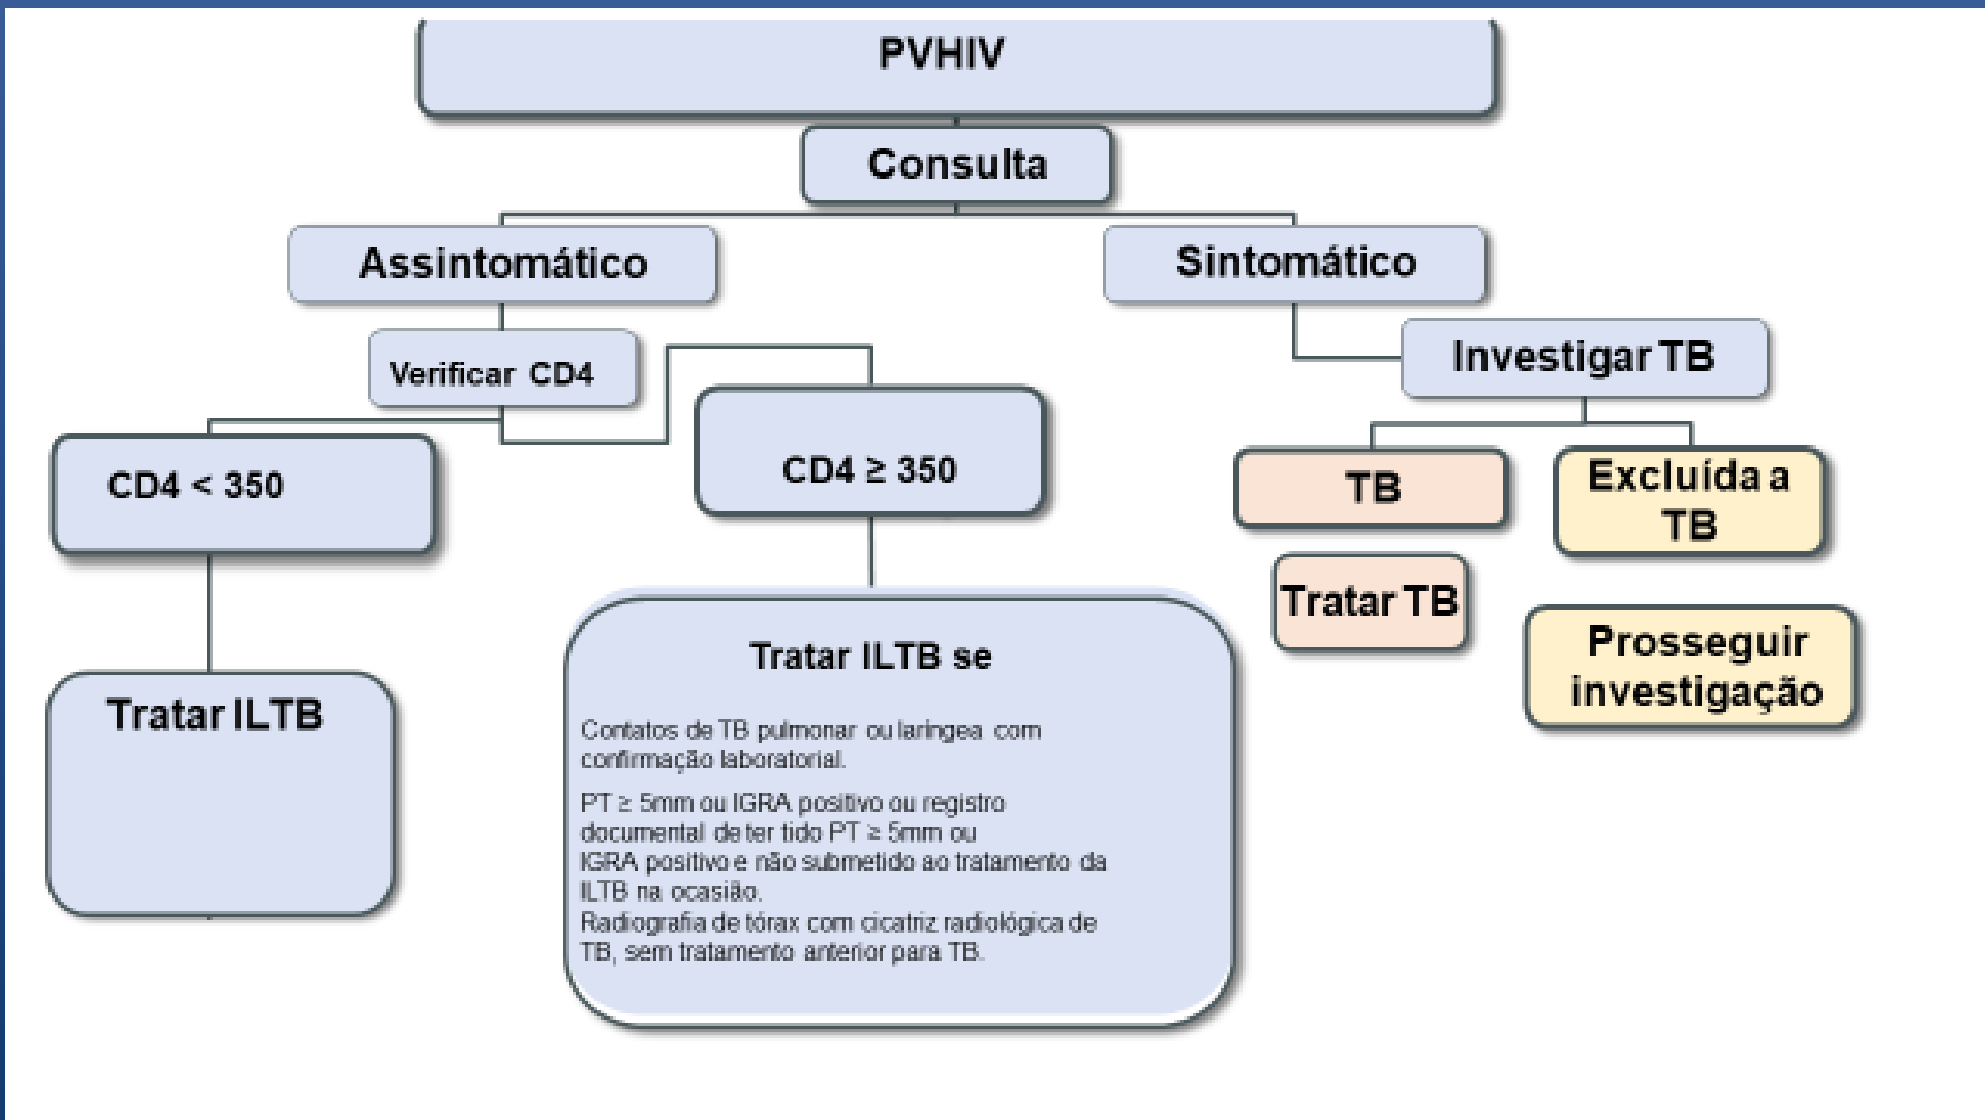 PVHIV
Consulta
Assintomático
Sintomático
Verificar CD4
Investigar TB
CD4 < 350
CD4 ≥ 350
TB
Excluída a
TB
Tratar TB
Prosseguir
investigação
Tratar ILTB
Tratar ILTB se
Contatos de TB pulmonar ou laríngea com
confirmação laboratorial.
PT ≥ 5mm ou IGRA positivo ou registro
documental de ter tido PT ≥ 5mm ou
IGRA positivo e não submetido ao tratamento da
ILTB na ocasião.
Radiografia de tórax com cicatriz radiológica de
TB, sem tratamento anterior para TB.